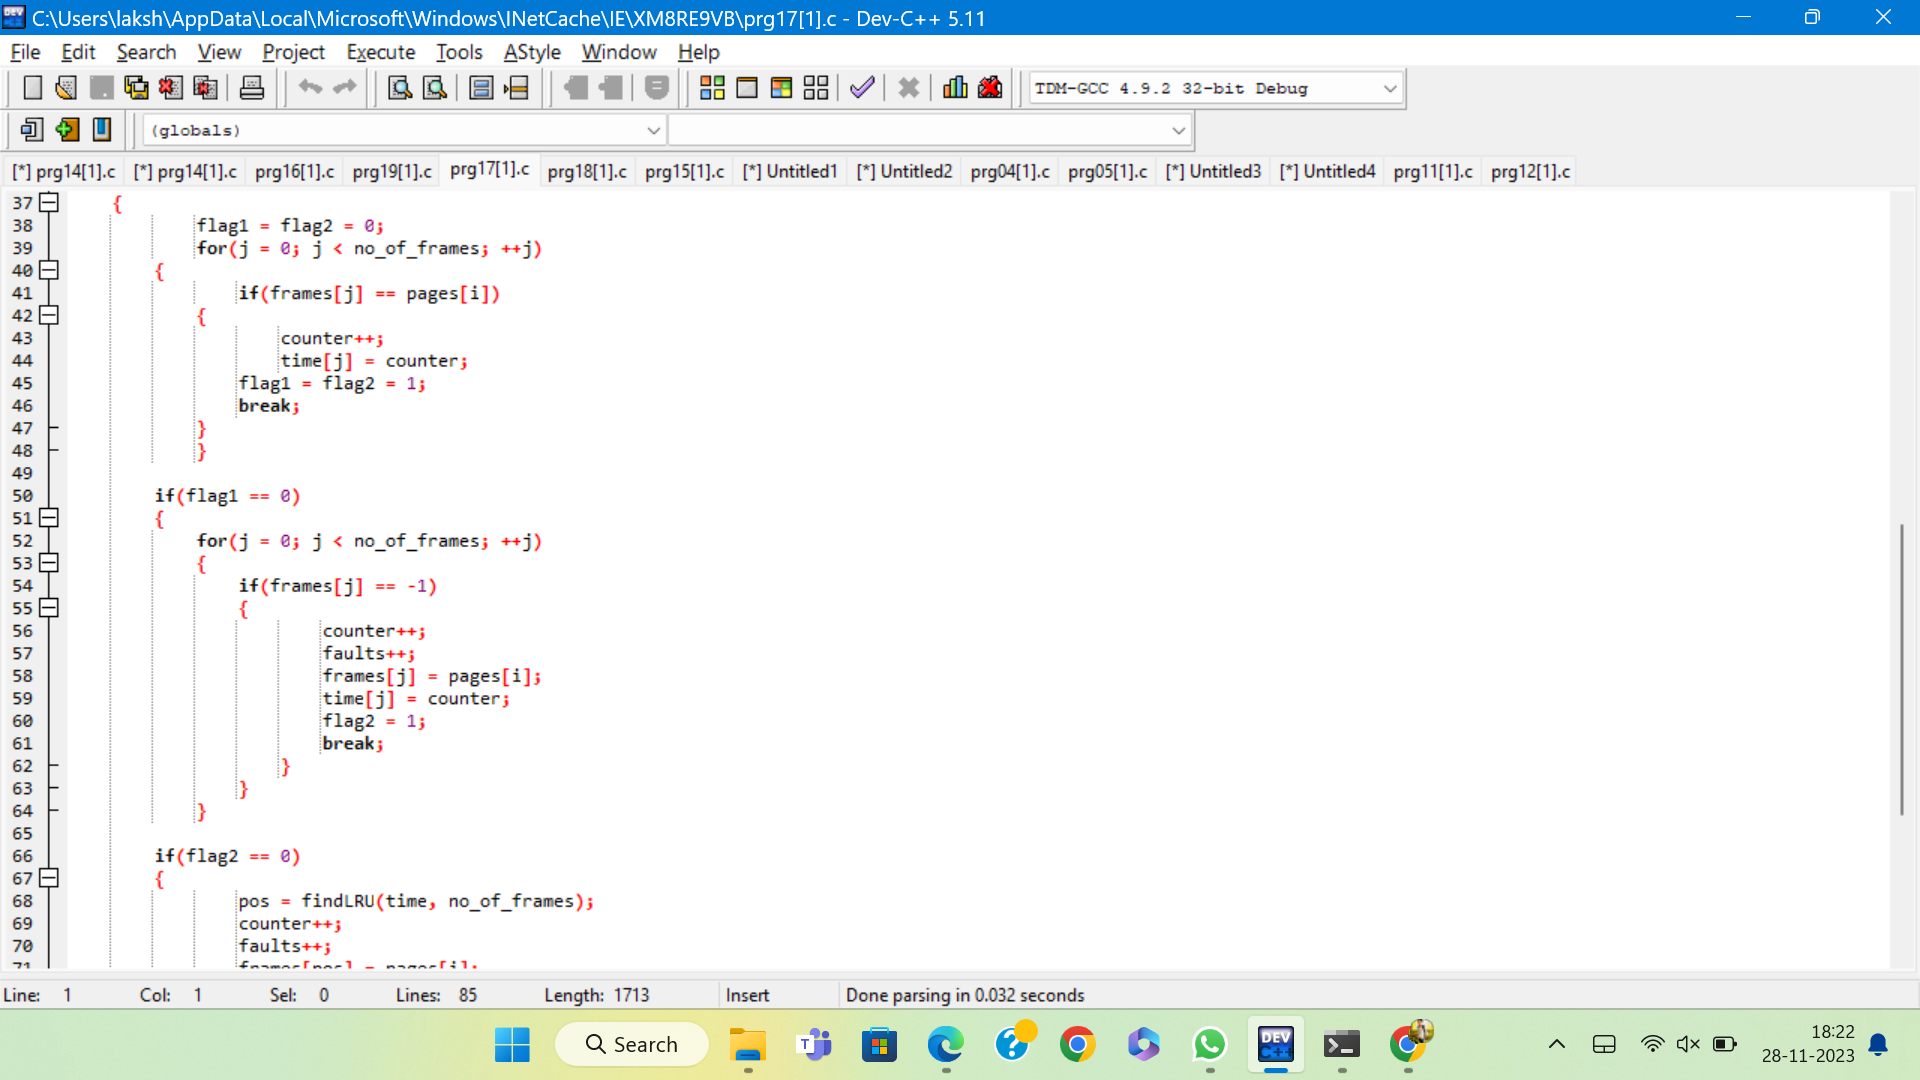 C:\Users\laksh\AppData\Local\Microsoft\Windows\INetCache\IE\XM8RE9VB\prg17[1].c - Dev-C++ 5.11
File Edit Search View Project Execute Tools AStyle Window Help
TDM-GCC 4.9.2 32-bit Debug
(globals)
[*] prg14[1].c [*] prg14[1].c prg16[1].c prg19[1].c prg17[1].c prg18[1].c prg15[1].c [*] Untitled1 [*] Untitled2 prg04[1].c prg05[1].c [*] Untitled3 [*] Untitled4 prg11[1].c prg12[1].c
37 {
38 flag1 = flag2 = 0;
39 for(j = 0; j < no_of_frames; ++j)
40 {
41 if(frames[j] == pages[i])
42 {
43 counter++;
44 time[j] = counter;
45 flag1 = flag2 = 1;
46 break;
47 }
48 }
49
50 if(flag1 == 0)
51 {
52 for(j = 0; j < no_of_frames; ++j)
53 {
54 if(frames[j] == -1)
55 {
56 counter++;
57 faults++;
58 frames[j] = pages[i];
59 time[j] = counter;
60 flag2 = 1;
61 break;
62 }
63 }
64 }
65
66 if(flag2 == 0)
67 {
68 pos = findLRU(time, no_of_frames);
69 counter++;
70 faults++;
71 frames[pos] = pages[i];
Line: 1 Col: 1 Sel: 0 Lines: 85 Length: 1713 Insert Done parsing in 0.032 seconds
Search
DEV
C++
18:22
28-11-2023